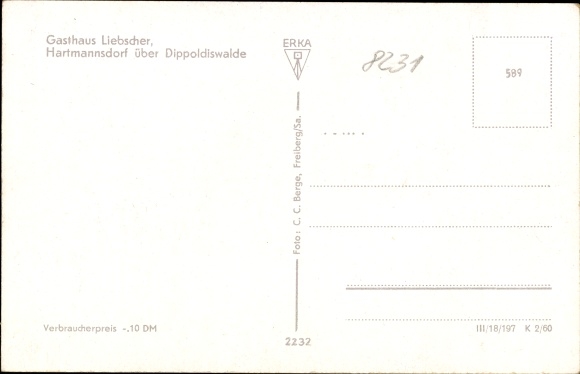 Gasthaus Liebscher,
Hartmannsdorf über Dippoldiswalde
ERKA
8231
589
Foto: C. C. Berge, Freiberg/Sa.
Verbraucherpreis -.10 DM
2232
III/18/197 K 2/60